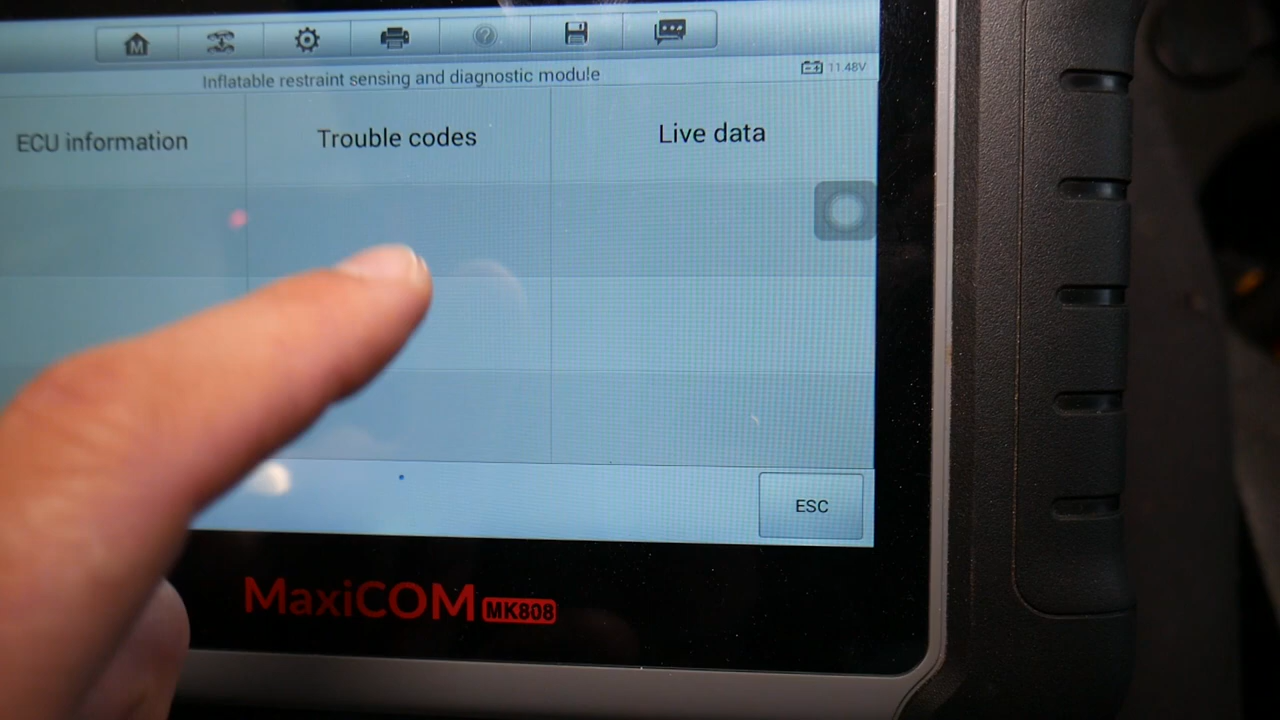 M
Inflatable restraint sensing and diagnostic module
11.48V
ECU information
Trouble codes
Live data
ESC
MaxiCOM MK808